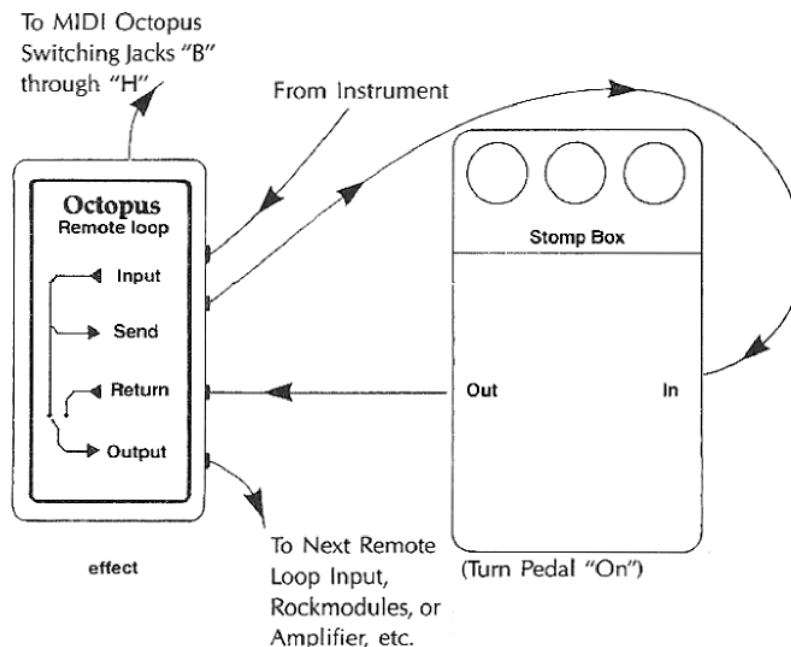 To MIDI Octopus
Switching Jacks “B”
through “H”
From Instrument
Octopus
Remote loop
Input
Send
Return
Output
effect
Stomp Box
Out
In
(Turn Pedal “On”)
To Next Remote
Loop Input,
Rockmodules, or
Amplifier, etc.